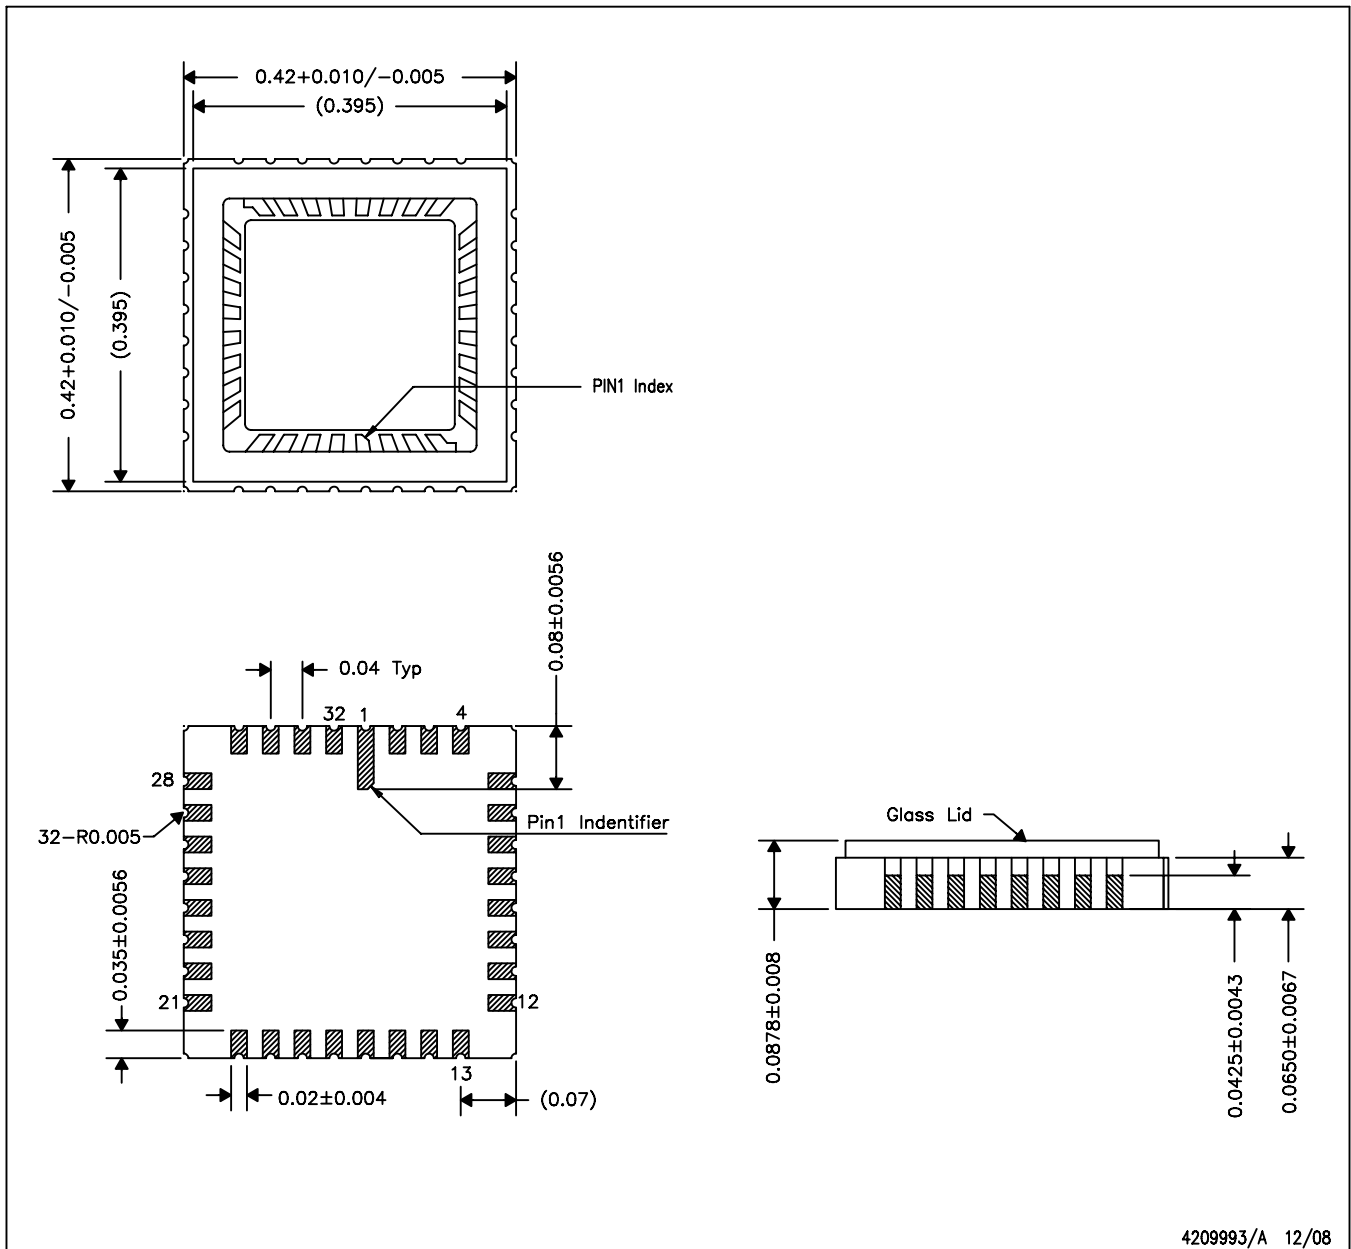 0.42+0.010/-0.005
(0.395)
0.42+0.010/-0.005
(0.395)
PIN1 Index
0.08±0.0056
0.04 Typ
32 1 4
28
32-R0.005
Pin1 Indentifier
0.035±0.0056
21
12
13
0.02±0.004
(0.07)
Glass Lid
0.0878±0.008
0.0425±0.0043
0.0650±0.0067
4209993/A 12/08